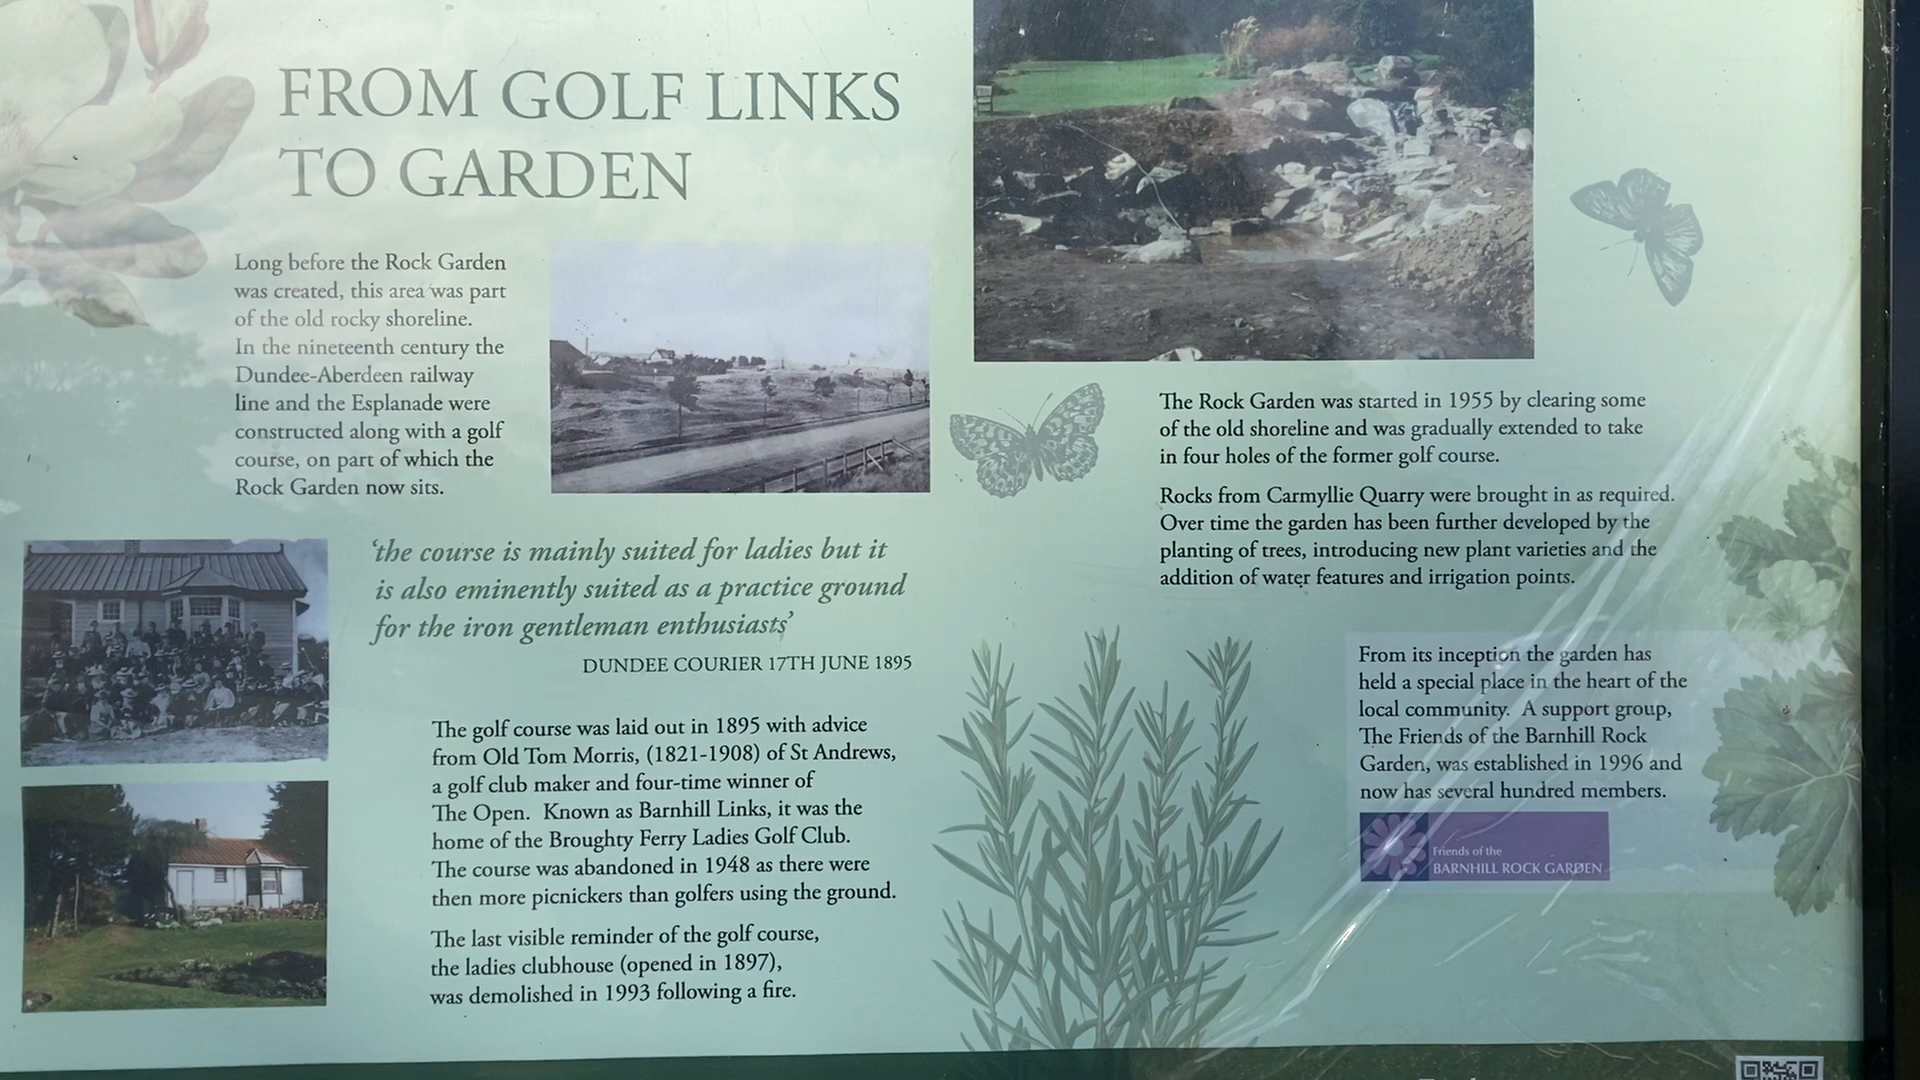 FROM GOLF LINKS
TO GARDEN
Long before the Rock Garden
was created, this area was part
of the old rocky shoreline.
In the nineteenth century the
Dundee-Aberdeen railway
line and the Esplanade were
constructed along with a golf
course, on part of which the
Rock Garden now sits.
‘the course is mainly suited for ladies but it
is also eminently suited as a practice ground
for the iron gentleman enthusiasts’
DUNDEE COURIER 17TH JUNE 1895
The golf course was laid out in 1895 with advice
from Old Tom Morris, (1821-1908) of St Andrews,
a golf club maker and four-time winner of
The Open. Known as Barnhill Links, it was the
home of the Broughty Ferry Ladies Golf Club.
The course was abandoned in 1948 as there were
then more picnickers than golfers using the ground.
The last visible reminder of the golf course,
the ladies clubhouse (opened in 1897),
was demolished in 1993 following a fire.
The Rock Garden was started in 1955 by clearing some
of the old shoreline and was gradually extended to take
in four holes of the former golf course.
Rocks from Carmyllie Quarry were brought in as required.
Over time the garden has been further developed by the
planting of trees, introducing new plant varieties and the
addition of water features and irrigation points.
From its inception the garden has
held a special place in the heart of the
local community. A support group,
The Friends of the Barnhill Rock
Garden, was established in 1996 and
now has several hundred members.
Friends of the
BARNHILL ROCK GARDEN